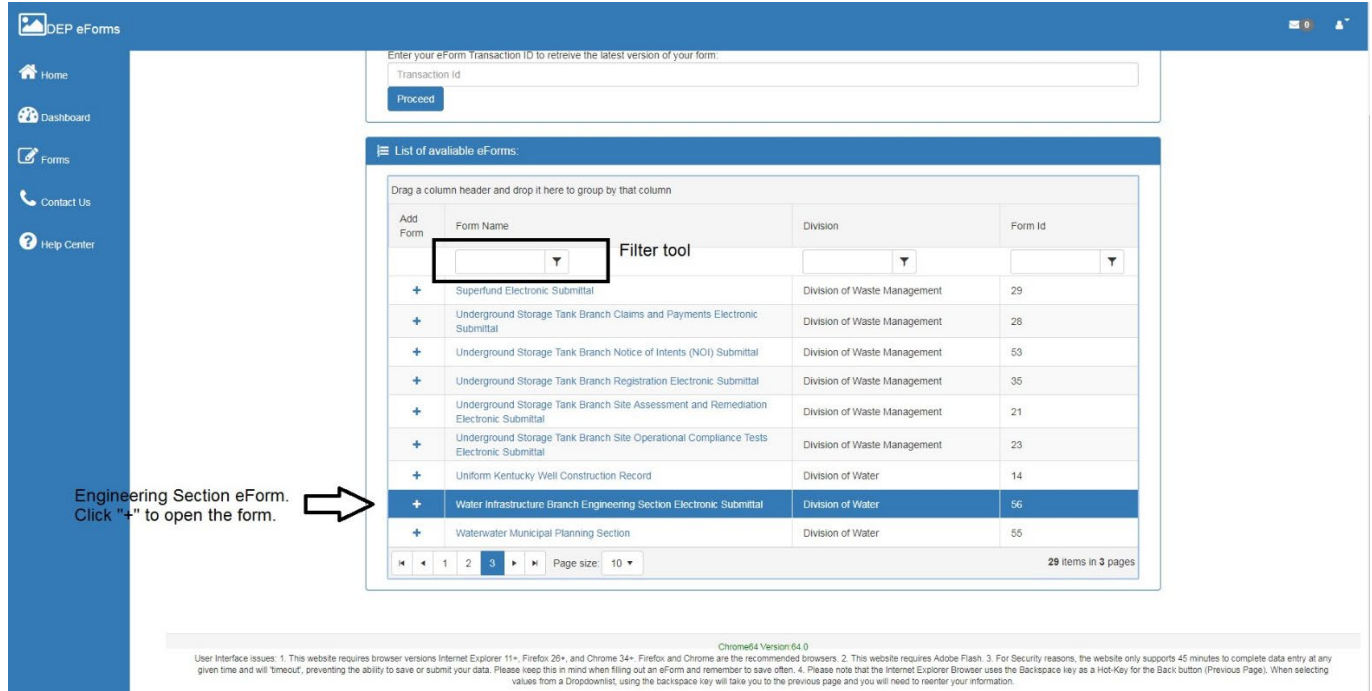 DEP eForms
0
Home
Dashboard
Forms
Contact Us
Help Center
Enter your eForm Transaction ID to retreive the latest version of your form:
Transaction Id
Proceed
List of avaliable eForms:
Drag a column header and drop it here to group by that column
Add Form
Form Name
Division
Form Id
Filter tool
+ Superfund Electronic Submittal Division of Waste Management 29
+ Underground Storage Tank Branch Claims and Payments Electronic
Submittal Division of Waste Management 28
+ Underground Storage Tank Branch Notice of Intents (NOI) Submittal Division of Waste Management 53
+ Underground Storage Tank Branch Registration Electronic Submittal Division of Waste Management 35
+ Underground Storage Tank Branch Site Assessment and Remediation
Electronic Submittal Division of Waste Management 21
+ Underground Storage Tank Branch Site Operational Compliance Tests
Electronic Submittal Division of Waste Management 23
+ Uniform Kentucky Well Construction Record Division of Water 14
Engineering Section eForm.
Click "+" to open the form.
+ Water Infrastructure Branch Engineering Section Electronic Submittal Division of Water 56
+ Waterwater Municipal Planning Section Division of Water 55
1 2 3 Page size: 10 29 items in 3 pages
Chrome64 Version:64.0
User Interface issues: 1. This website requires browser versions Internet Explorer 11+, Firefox 26+, and Chrome 34+. Firefox and Chrome are the recommended browsers. 2. This website requires Adobe Flash. 3. For Security reasons, the website only supports 45 minutes to complete data entry at any
given time and will 'timeout', preventing the ability to save or submit your data. Please keep this in mind when filling out an eForm and remember to save often. 4. Please note that the Internet Explorer Browser uses the Backspace key as a Hot-Key for the Back button (Previous Page). When selecting
values from a Dropdownlist, using the backspace key will take you to the previous page and you will need to reenter your information.